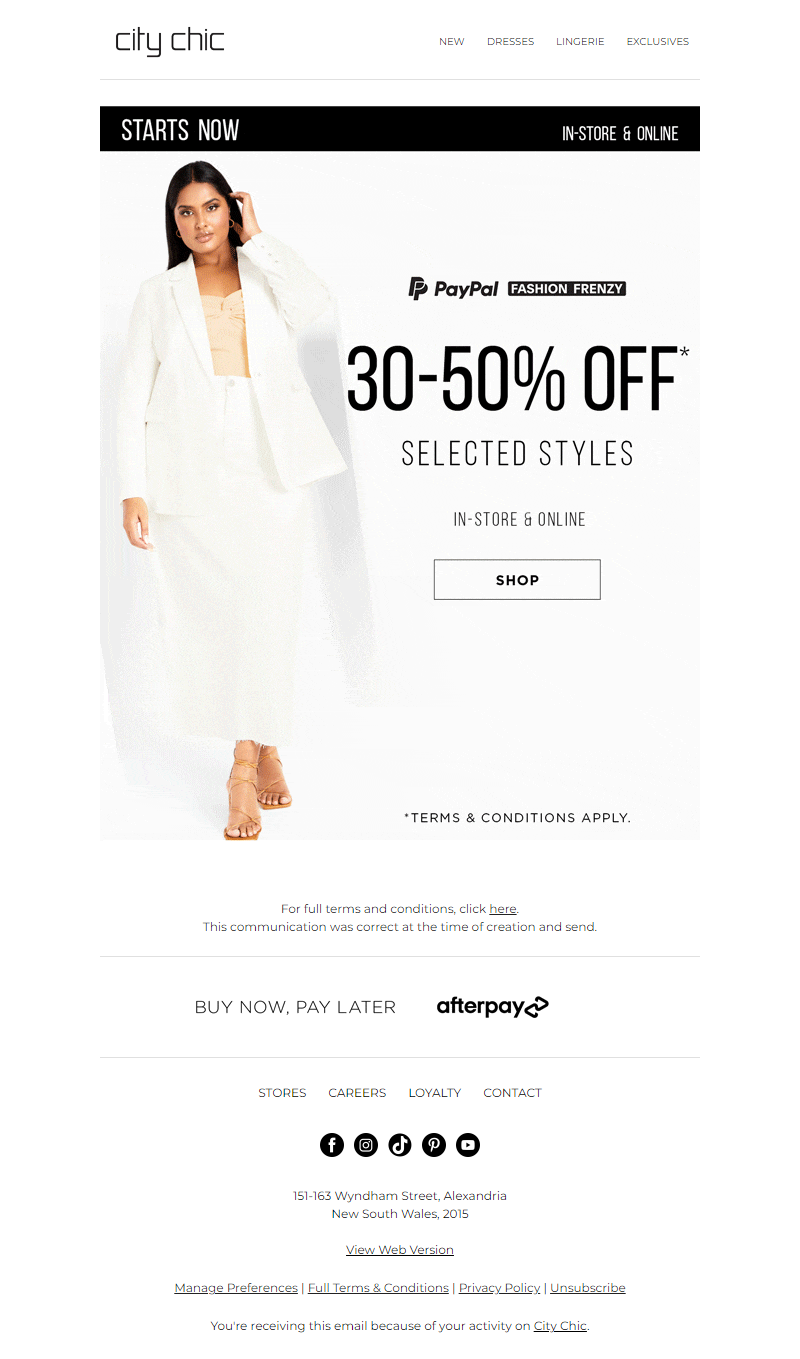 city chic
NEW DRESSES LINGERIE EXCLUSIVES
STARTS NOW IN-STORE & ONLINE
PayPal FASHION FRENZY
30-50% OFF*
SELECTED STYLES
IN-STORE & ONLINE
SHOP
*TERMS & CONDITIONS APPLY.
For full terms and conditions, click here.
This communication was correct at the time of creation and send.
BUY NOW, PAY LATER afterpay
STORES CAREERS LOYALTY CONTACT
151-163 Wyndham Street, Alexandria
New South Wales, 2015
View Web Version
Manage Preferences | Full Terms & Conditions | Privacy Policy | Unsubscribe
You're receiving this email because of your activity on City Chic.